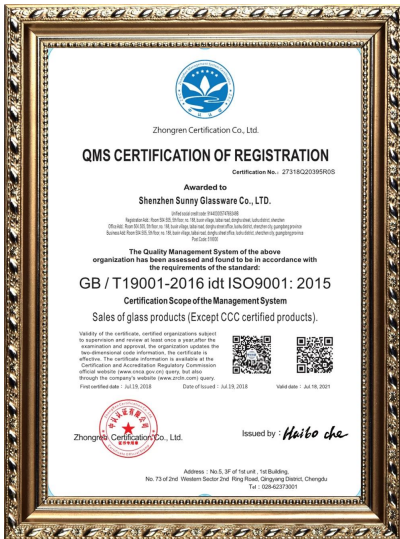 Zhongren Certification Co., Ltd.
QMS CERTIFICATION OF REGISTRATION
Certification No.: 27318Q20395R0S
Awarded to
Shenzhen Sunny Glassware Co., LTD.
Unified social credit code:
Post Code: 518001
The Quality Management System of the above
organization has been assessed and found to be in accordance with
the requirements of the standard:
GB / T19001-2016 idt ISO9001: 2015
Certification Scope of the Management System
Sales of glass products (Except CCC certified products).
Validity of the certificate, certified organizations subject
to supervision and review at least once a year,after the
examination and approval, the organization updates the
two-dimensional code information, the certificate is
effective. The certificate information is available at the
Certification and Accreditation Regulatory Commission
official website (www.cnca.gov.cn) query, but also
through the company's website (www.zrcln.com) query.
First certified date : Jul.19, 2018 Date of Issued : Jul.19, 2018 Valid date : Jul 18, 2021
Zhongren Certification Co., Ltd.
Issued by : Haibo che
Address : No.5, 3F of 1st unit , 1st Building,
No. 73 of 2nd Western Sector 2nd Ring Road, Qingyang District, Chengdu
Tel : 028-62373001